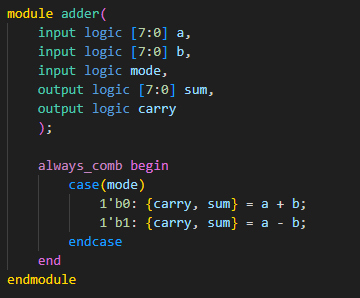 module adder(
    input logic [7:0] a,
    input logic [7:0] b,
    input logic mode,
    output logic [7:0] sum,
    output logic carry
    );

    always_comb begin
        case(mode)
            1'b0: {carry, sum} = a + b;
            1'b1: {carry, sum} = a - b;
        endcase
    end
endmodule